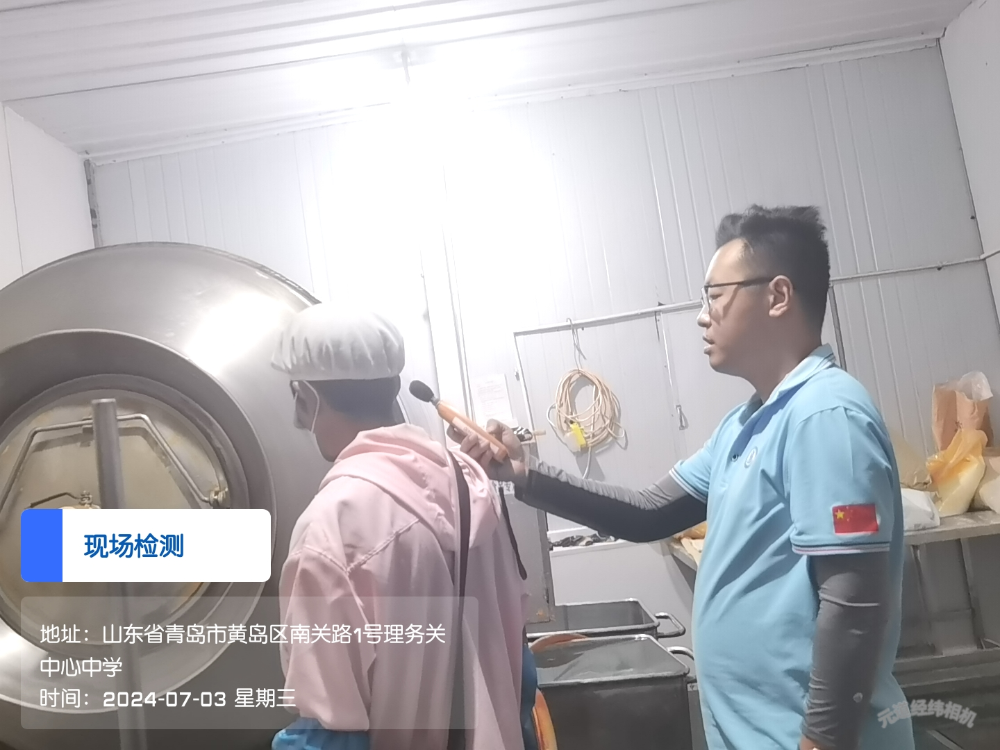 现场检测
地址：山东省青岛市黄岛区南关路1号理务关
中心中学
时间：2024-07-03 星期三
元道经纬相机